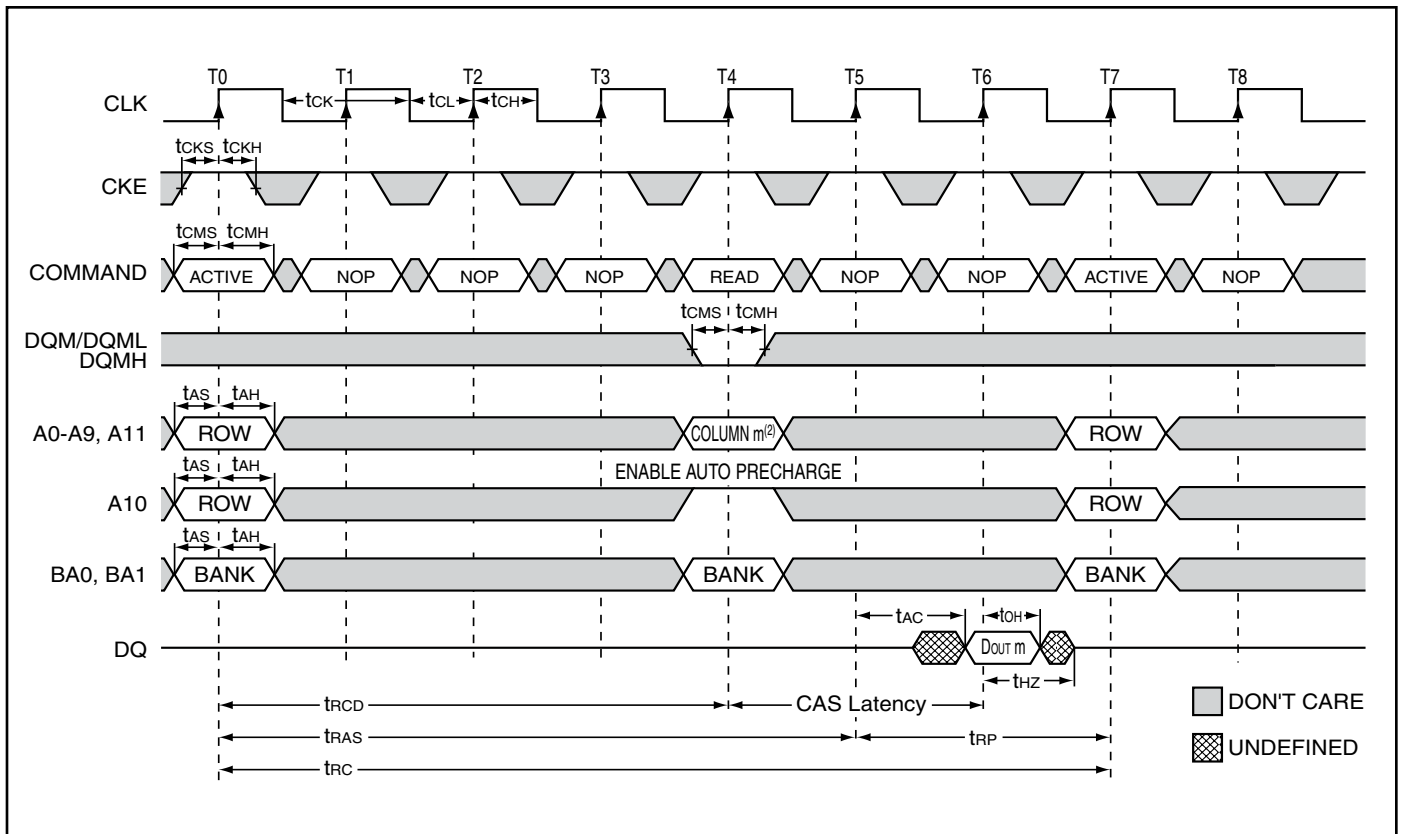 T0 T1 T2 T3 T4 T5 T6 T7 T8
CLK
tCK tCL tCH
tCKS tCKH
CKE
tCMS tCMH
COMMAND ACTIVE NOP NOP NOP READ NOP NOP ACTIVE NOP
tCMS tCMH
DQM/DQML
DQMH
tAS tAH
A0-A9, A11 ROW COLUMN m(2) ROW
tAS tAH ENABLE AUTO PRECHARGE
A10 ROW ROW
tAS tAH
BA0, BA1 BANK BANK BANK
tAC tOH
DQ DOUT m
tHZ
tRCD CAS Latency
DON'T CARE
tRAS tRP
UNDEFINED
tRC